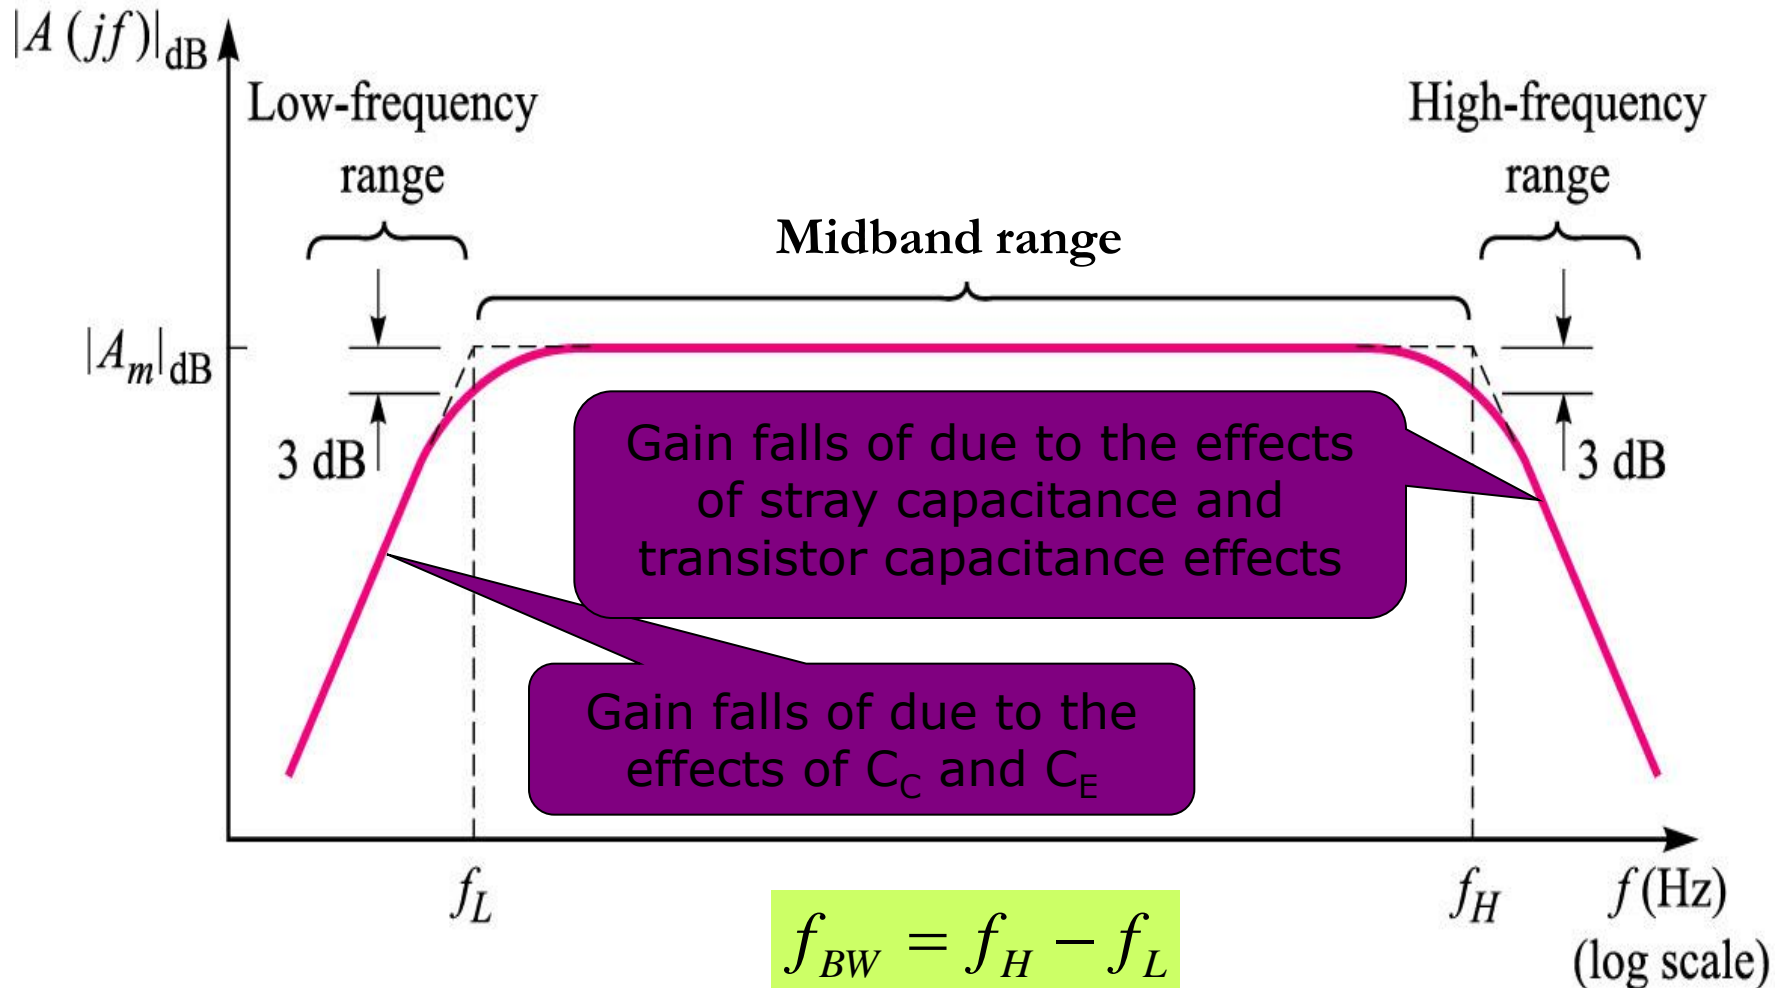 |A (jf)|dB
Low-frequency
range
High-frequency
range
Midband range
|Am|dB
3 dB
3 dB
Gain falls of due to the effects
of stray capacitance and
transistor capacitance effects
Gain falls of due to the
effects of CC and CE
fL
fH
f (Hz)
(log scale)
fBW = fH − fL